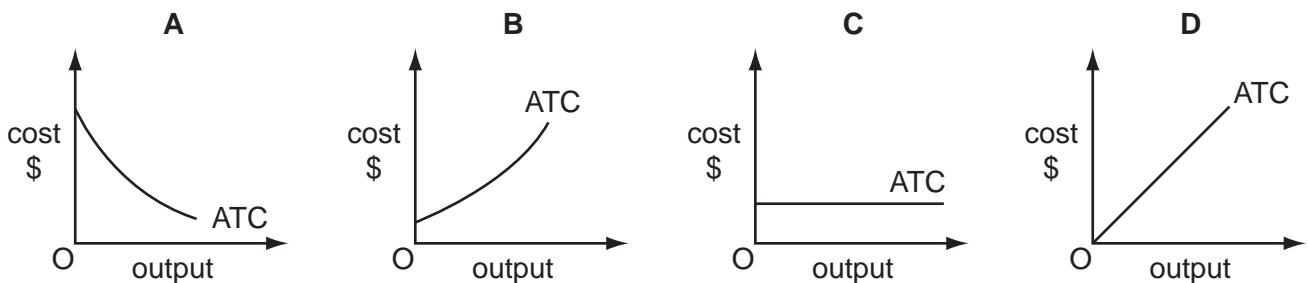 A
cost
$
ATC
O
output
B
cost
$
ATC
O
output
C
cost
$
ATC
O
output
D
cost
$
ATC
O
output